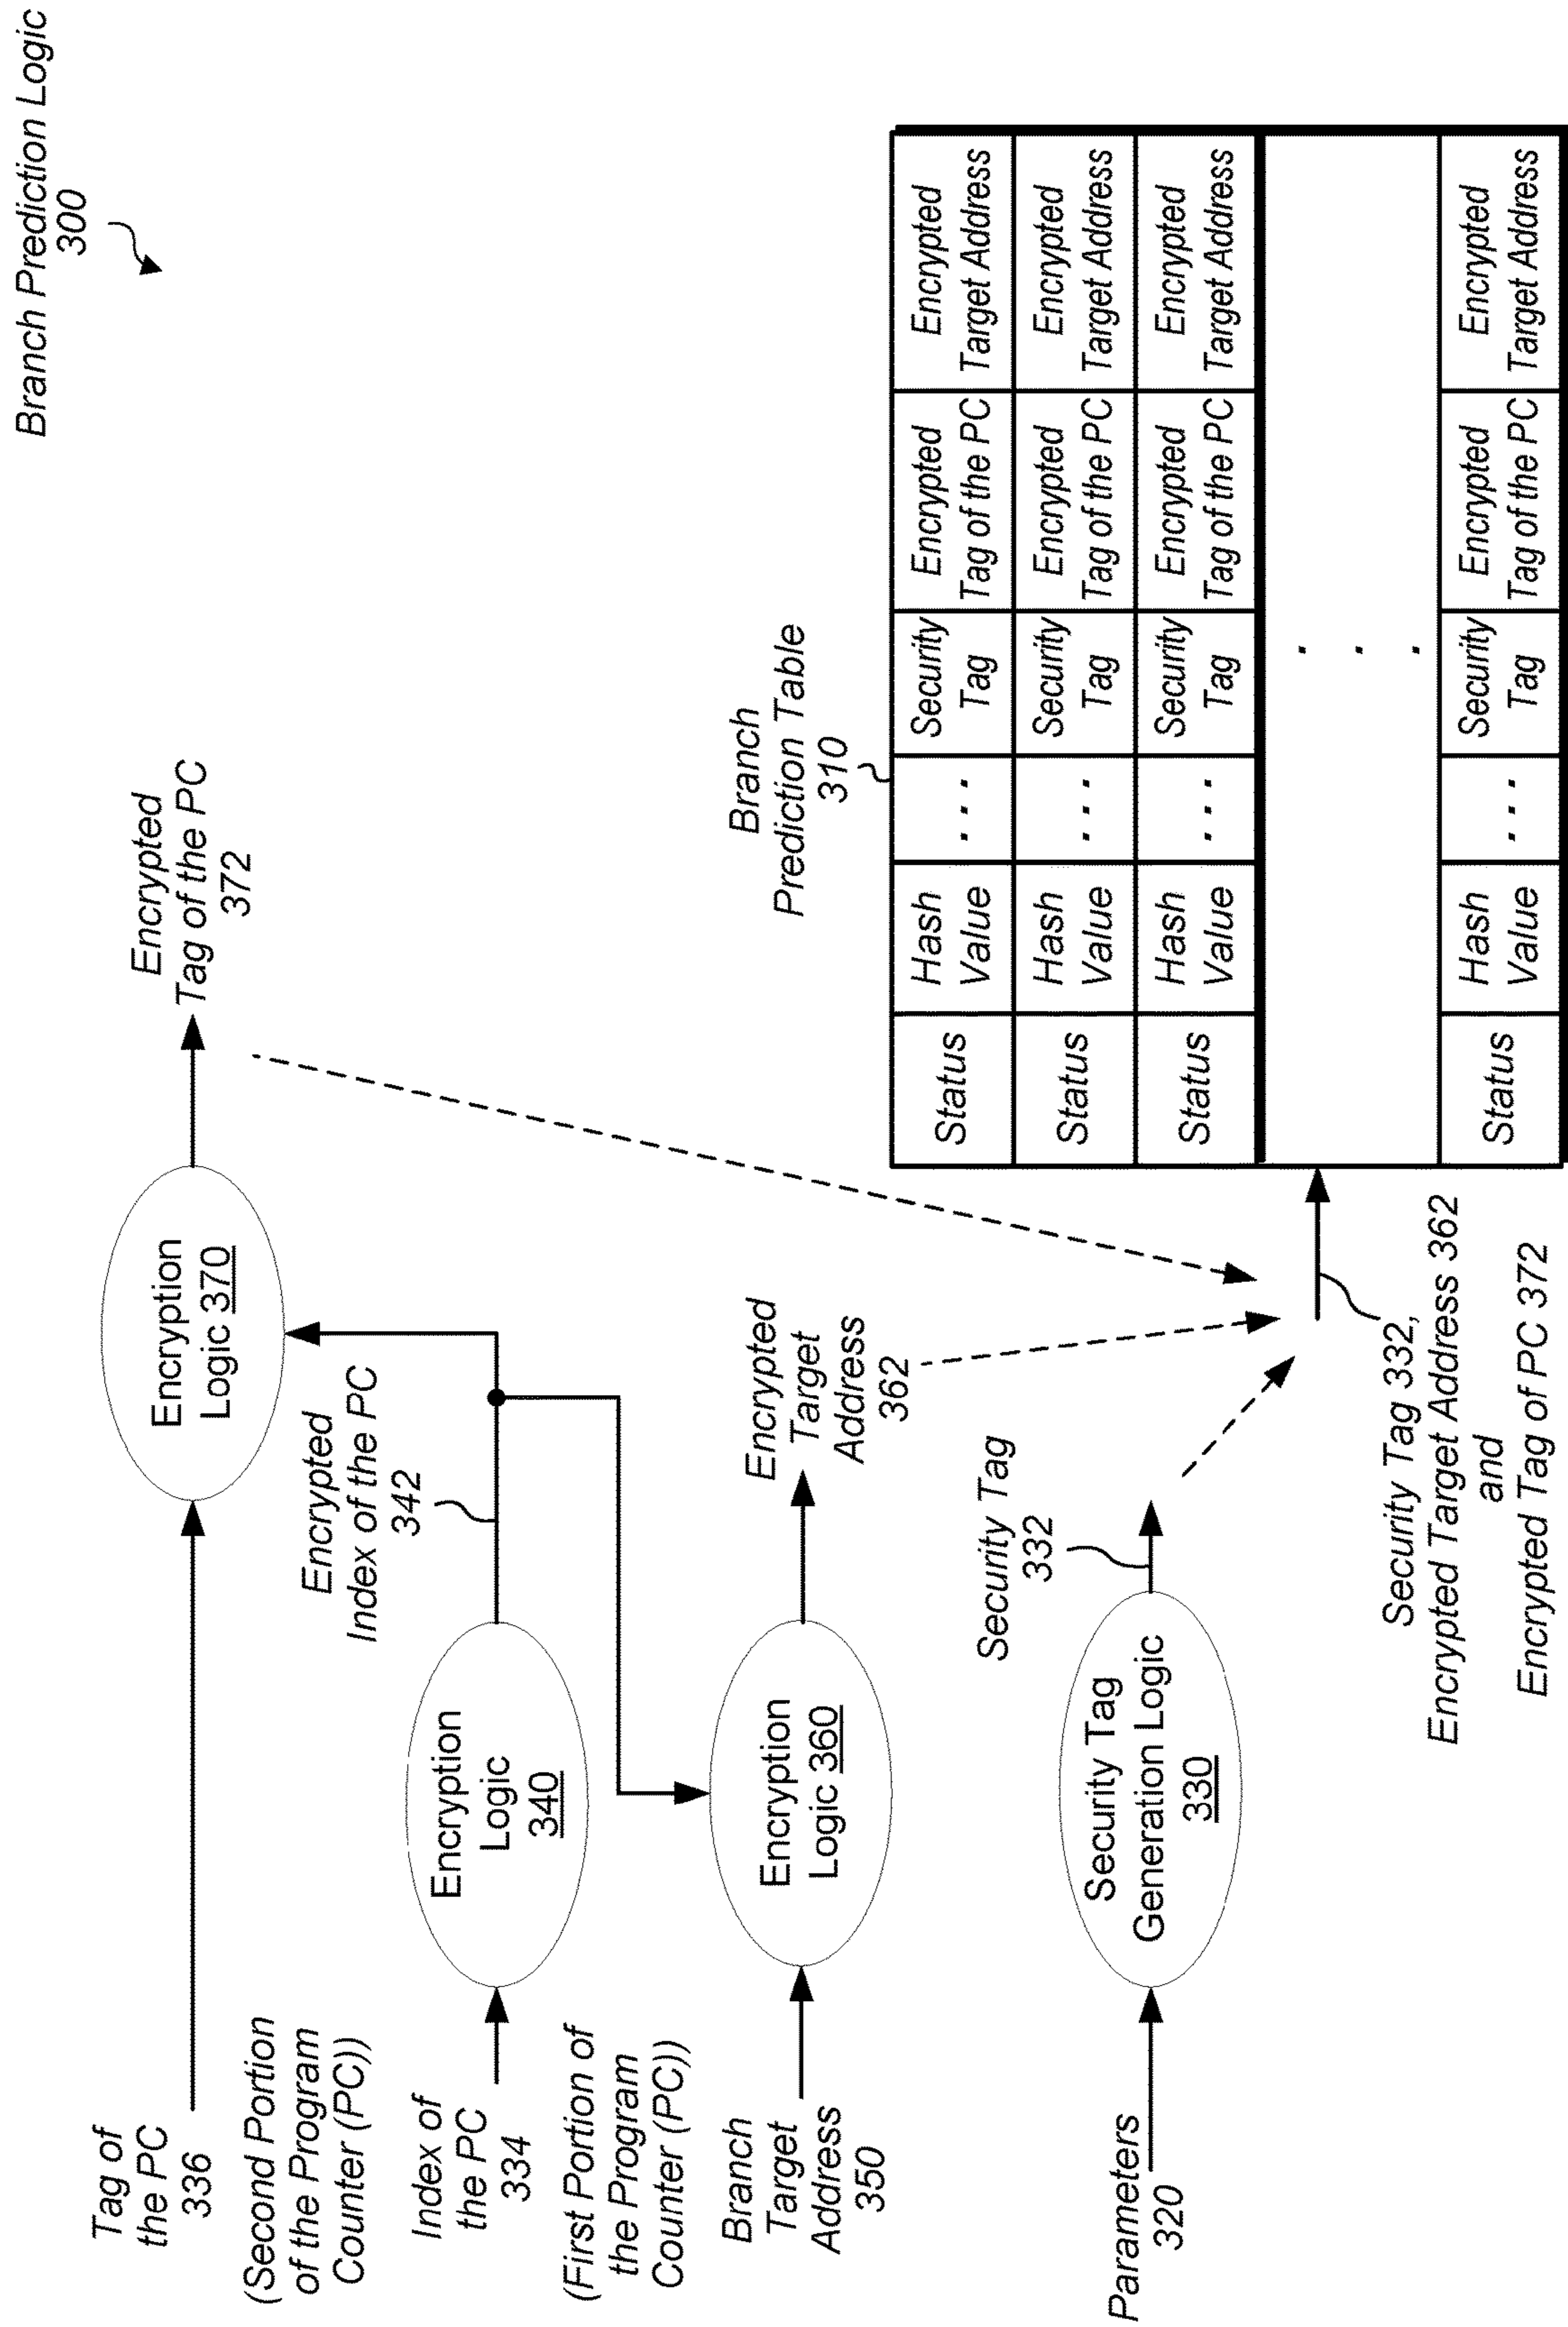 Branch Prediction Logic
300
Tag of
the PC
336
(Second Portion
of the Program
Counter (PC))
Encryption
Logic 370
Encrypted
Tag of the PC
372
Index of
the PC
334
(First Portion of
the Program
Counter (PC))
Encryption
Logic
340
Encrypted
Index of the PC
342
Branch
Target
Address
350
Encryption
Logic 360
Encrypted
Target
Address
362
Parameters
320
Security Tag
Generation Logic
330
Security Tag
332
Security Tag 332,
Encrypted Target Address 362
and
Encrypted Tag of PC 372
Branch
Prediction Table
310
Status
Hash
Value
. . .
Security
Tag
Encrypted
Tag of the PC
Encrypted
Target Address
Status
Hash
Value
. . .
Security
Tag
Encrypted
Tag of the PC
Encrypted
Target Address
Status
Hash
Value
. . .
Security
Tag
Encrypted
Tag of the PC
Encrypted
Target Address
. . .
Status
Hash
Value
. . .
Security
Tag
Encrypted
Tag of the PC
Encrypted
Target Address